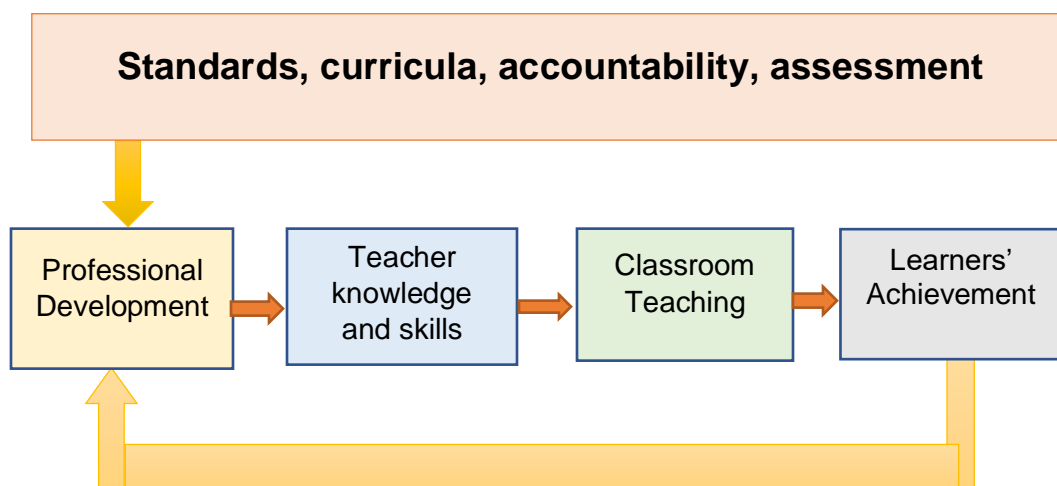 Standards, curricula, accountability, assessment
Professional
Development
Teacher
knowledge
and skills
Classroom
Teaching
Learners’
Achievement